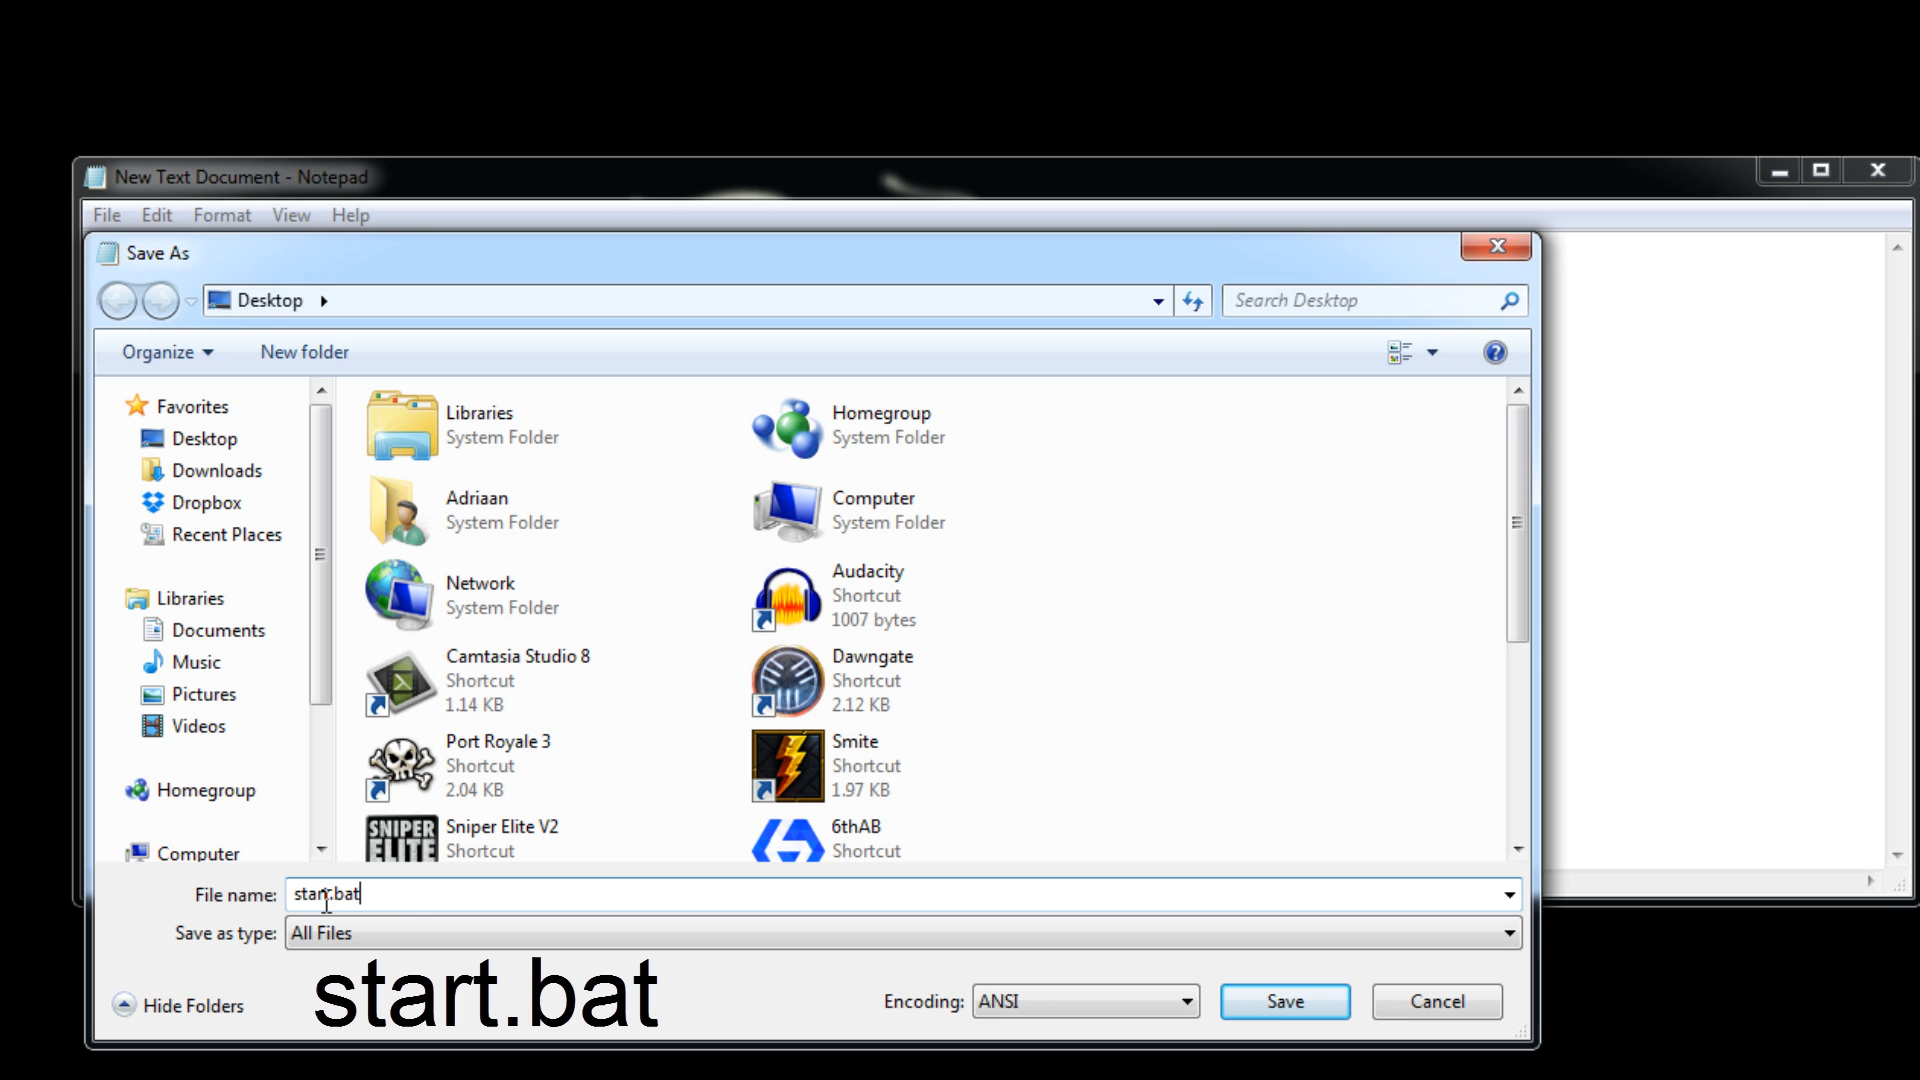 New Text Document - Notepad
File Edit Format View Help
Save As
Desktop
Search Desktop
Organize New folder
Favorites
Desktop
Downloads
Dropbox
Recent Places
Libraries
Documents
Music
Pictures
Videos
Homegroup
Computer
Libraries
System Folder
Homegroup
System Folder
Adriaan
System Folder
Computer
System Folder
Network
System Folder
Audacity
Shortcut
1007 bytes
Camtasia Studio 8
Shortcut
1.14 KB
Dawngate
Shortcut
2.12 KB
Port Royale 3
Shortcut
2.04 KB
Smite
Shortcut
1.97 KB
SNIPER
ELITE
Sniper Elite V2
Shortcut
6thAB
Shortcut
File name: start.bat
Save as type: All Files
Hide Folders
start.bat
Encoding: ANSI
Save
Cancel